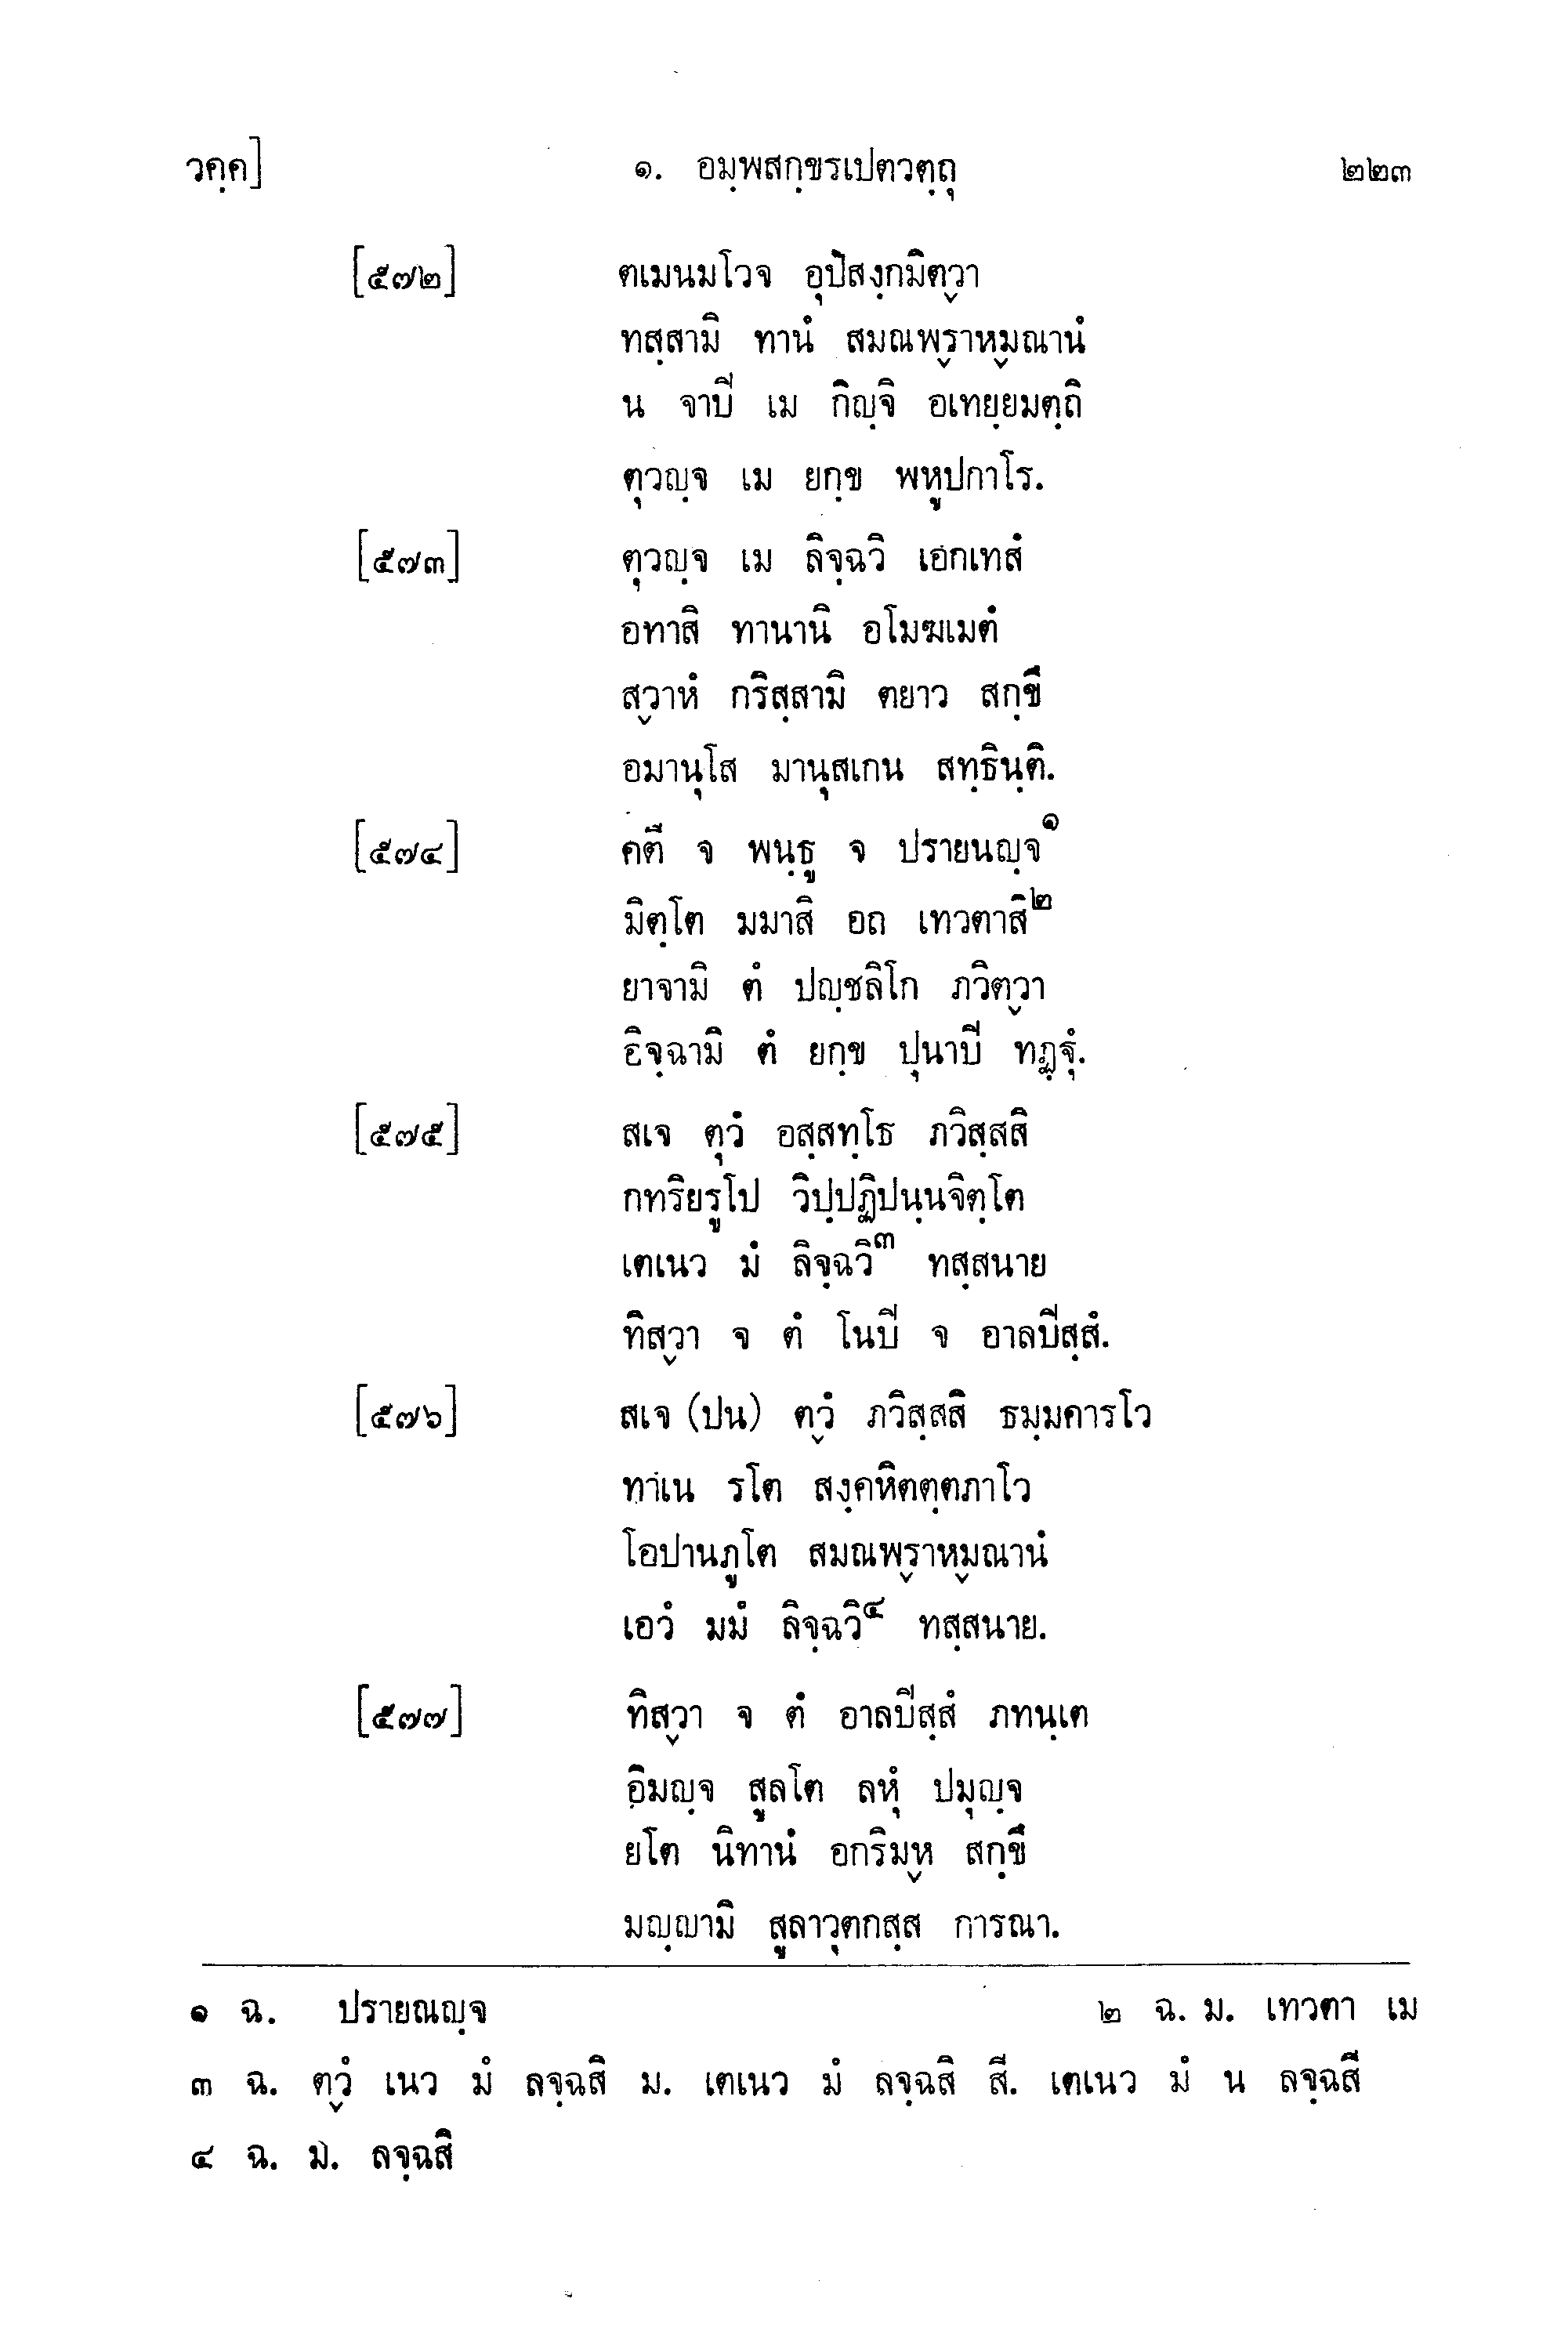 วคฺค] ๑. อมฺพสกฺขรเปตวตฺถุ ๒๒๓
[๕๗๒] ตเมนมโวจ อุปสงฺกมิตฺวา
ทสฺสามิ ทานํ สมณพฺราหฺมณานํ
น จาปิ เม กิญฺจิ อเทยฺยมตฺถิ
ตุวญฺจ เม ยกฺข พหูปกาโร.
[๕๗๓] ตุวญฺจ เม ลิจฺฉวิ เอกเทสํ
อทาสิ ทานานิ อโมฆเมตํ
สฺวาหํ กริสฺสามิ ตยาว สกฺขึ
อมานุโส มานุสเกน สทฺธินฺติ.
[๕๗๔] คตี จ พนฺธู จ ปรายนญฺจ๑
มิตฺโต มมาสิ อถ เทวตาสิ๒
ยาจามิ ตํ ปญฺชลิโก ภวิตฺวา
อิจฺฉามิ ตํ ยกฺข ปุนาปิ ทฏฺฐุํ.
[๕๗๕] สเจ ตุวํ อสฺสทฺโธ ภวิสฺสสิ
กทริยรูโป วิปฺปฏิปนฺนจิตฺโต
เตเนว มํ ลิจฺฉวิ๓ ทสฺสนาย
ทิสฺวา จ ตํ โนปิ จ อาลปิสฺสํ.
[๕๗๖] สเจ (ปน) ตฺวํ ภวิสฺสสิ ธมฺมคารโว
ทาเน รโต สงฺคหิตตฺตภาโว
โอปานภูโต สมณพฺราหฺมณานํ
เอวํ มมํ ลิจฺฉวิ๔ ทสฺสนาย.
[๕๗๗] ทิสฺวา จ ตํ อาลปิสฺสํ ภทนฺเต
อิมญฺจ สูลโต ลหุํ ปมุญฺจ
ยโต นิทานํ อกริมฺห สกฺขึ
มญฺญามิ สูลาวุตกสฺส การณา.
๑ ฉ. ปรายณญฺจ ๒ ฉ. ม. เทวตา เม
๓ ฉ. ตฺวํ เนว มํ ลจฺฉสิ ม. เตเนว มํ ลจฺฉสิ สี. เตเนว มํ น ลจฺฉสี
๔ ฉ. ม. ลจฺฉสิ